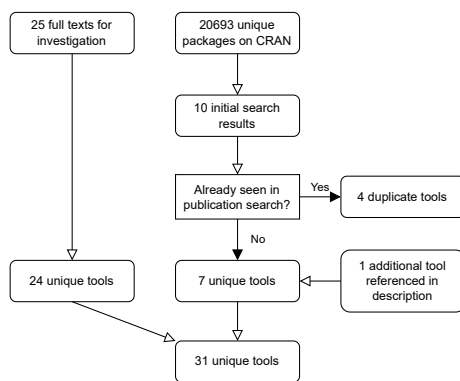 25 full texts for
investigation
20693 unique
packages on CRAN
10 initial search
results
Already seen in
publication search?
Yes
4 duplicate tools
No
24 unique tools
7 unique tools
1 additional tool
referenced in
description
31 unique tools